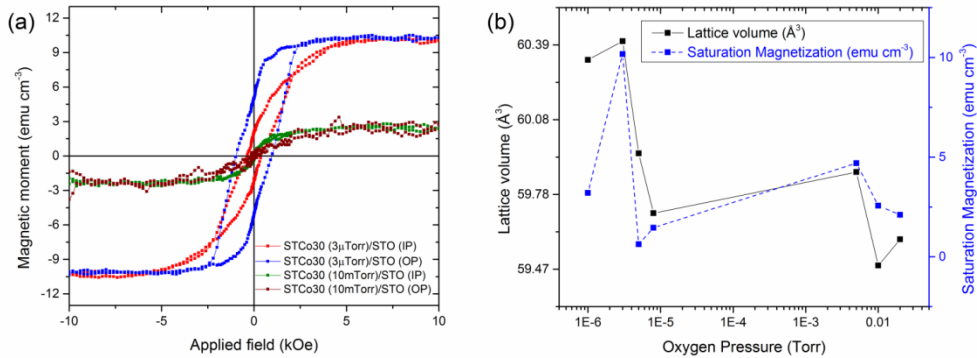 (a)
12
9
6
3
0
-3
-6
-9
-12
Magnetic moment (emu cm⁻³)
STCo30 (3μTorr)/STO (IP)
STCo30 (3μTorr)/STO (OP)
STCo30 (10mTorr)/STO (IP)
STCo30 (10mTorr)/STO (OP)
-10 -5 0 5 10
Applied field (kOe)
(b)
Lattice volume (Å³)
Saturation Magnetization (emu cm⁻³)
60.39
60.08
59.78
59.47
Lattice volume (Å³)
10
5
0
Saturation Magnetization (emu cm⁻³)
1E-6 1E-5 1E-4 1E-3 0.01
Oxygen Pressure (Torr)